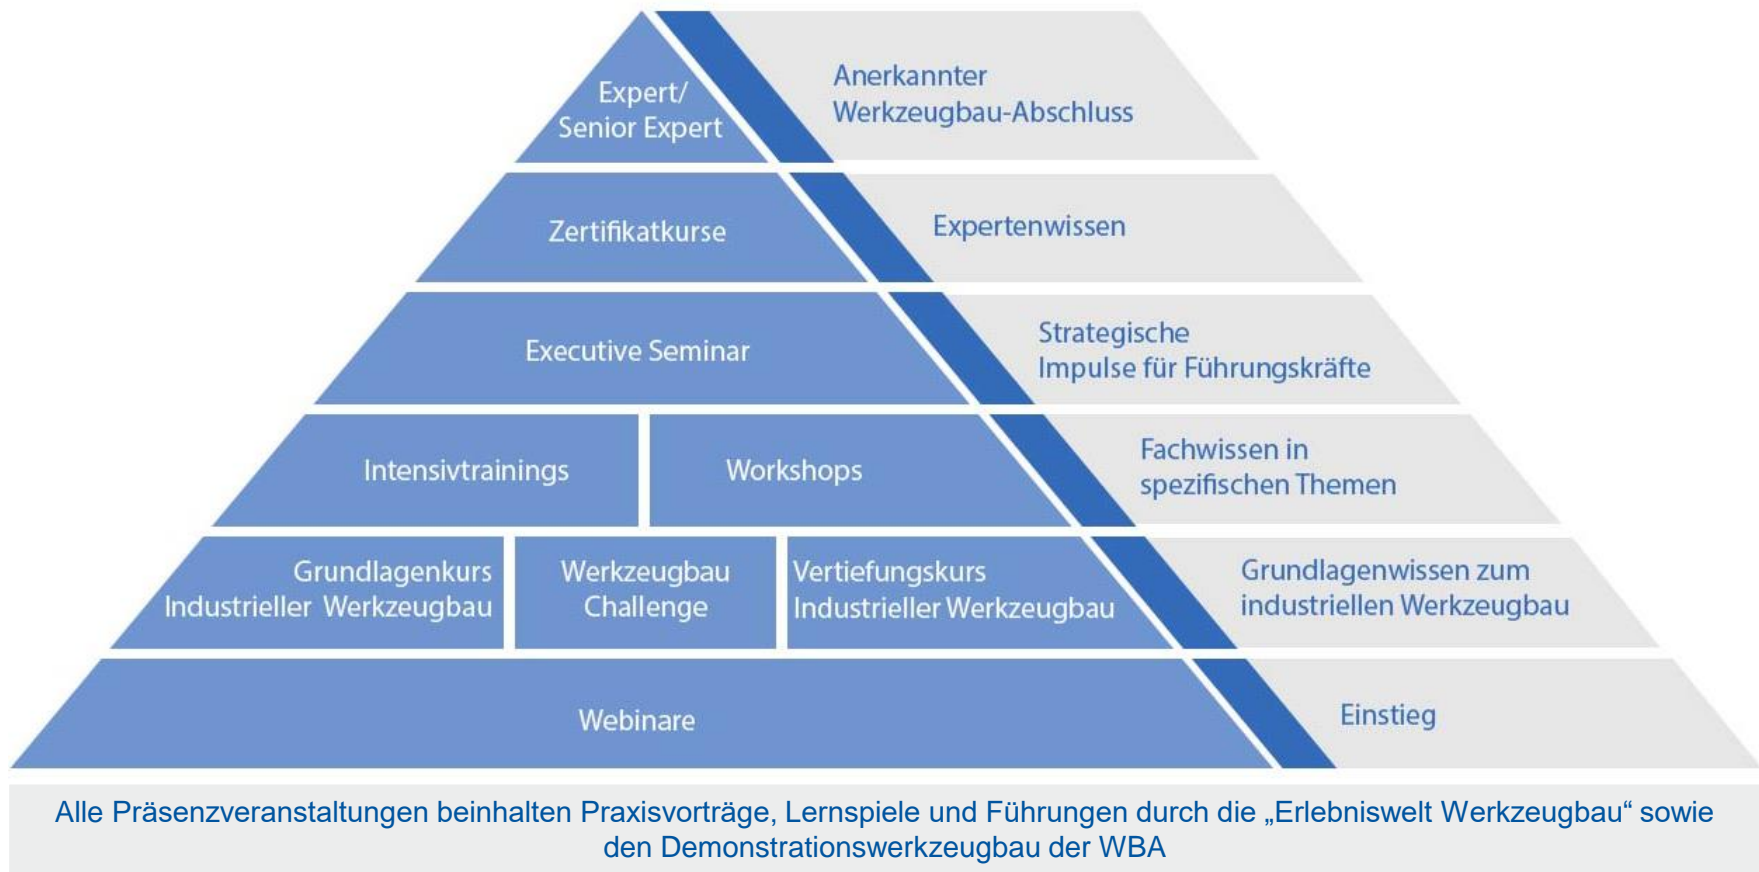 Expert/
Senior Expert
Anerkannter
Werkzeugbau-Abschluss
Zertifikatkurse
Expertenwissen
Executive Seminar
Strategische
Impulse für Führungskräfte
Intensivtrainings
Workshops
Fachwissen in
spezifischen Themen
Grundlagenkurs
Industrieller Werkzeugbau
Werkzeugbau
Challenge
Vertiefungskurs
Industrieller Werkzeugbau
Grundlagenwissen zum
industriellen Werkzeugbau
Webinare
Einstieg
Alle Präsenzveranstaltungen beinhalten Praxisvorträge, Lernspiele und Führungen durch die „Erlebniswelt Werkzeugbau“ sowie
den Demonstrationswerkzeugbau der WBA